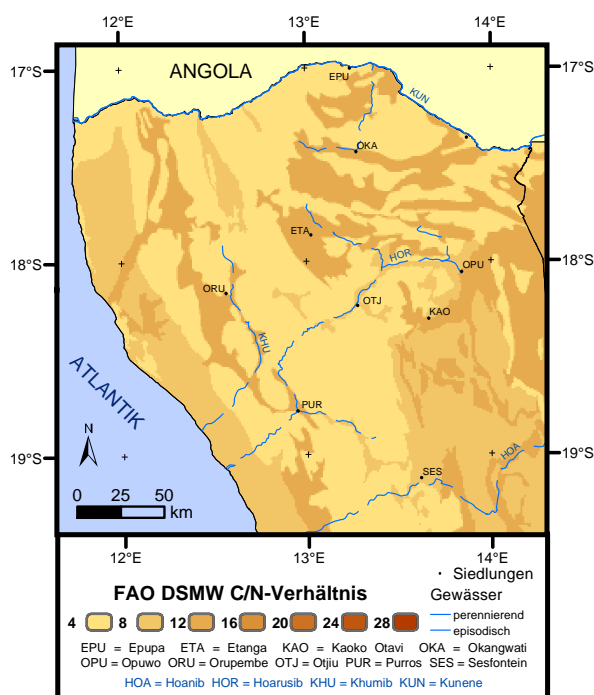 12°E 13°E 14°E
17°S 17°S
ANGOLA
EPU
KUN
OKA
ETA
HOR
18°S 18°S
OPU
ORU
OTJ
KAO
KHU
ATLANTIK
PUR
N
HOA
19°S 19°S
SES
0 25 50
km
12°E 13°E 14°E
FAO DSMW C/N-Verhältnis
4 8 12 16 20 24 28
Siedlungen
Gewässer
perennierend
episodisch
EPU = Epupa ETA = Etanga KAO = Kaoko Otavi OKA = Okangwati
OPU = Opuwo ORU = Orupembe OTJ = Otjiu PUR = Purros SES = Sesfontein
HOA = Hoanib HOR = Hoarusib KHU = Khumib KUN = Kunene